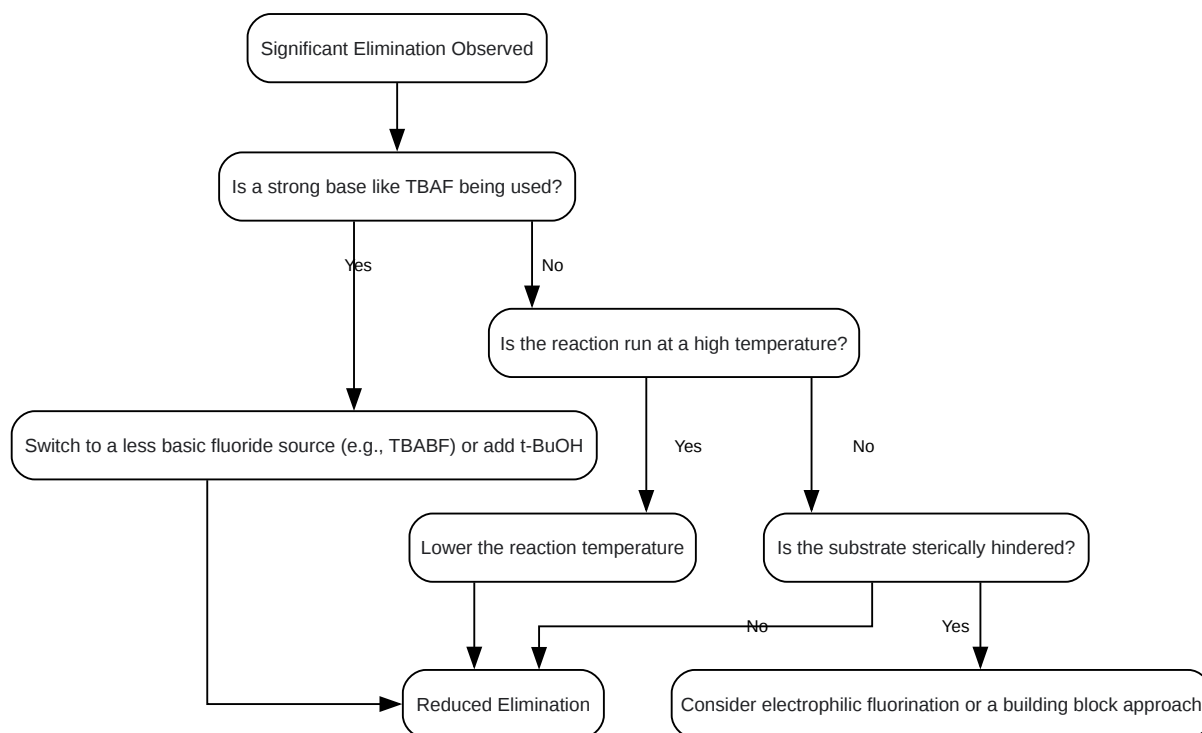 Significant Elimination Observed
Is a strong base like TBAF being used?
Yes
No
Is the reaction run at a high temperature?
Switch to a less basic fluoride source (e.g., TBABF) or add t-BuOH
Yes
No
Lower the reaction temperature
Is the substrate sterically hindered?
No
Yes
Reduced Elimination
Consider electrophilic fluorination or a building block approach